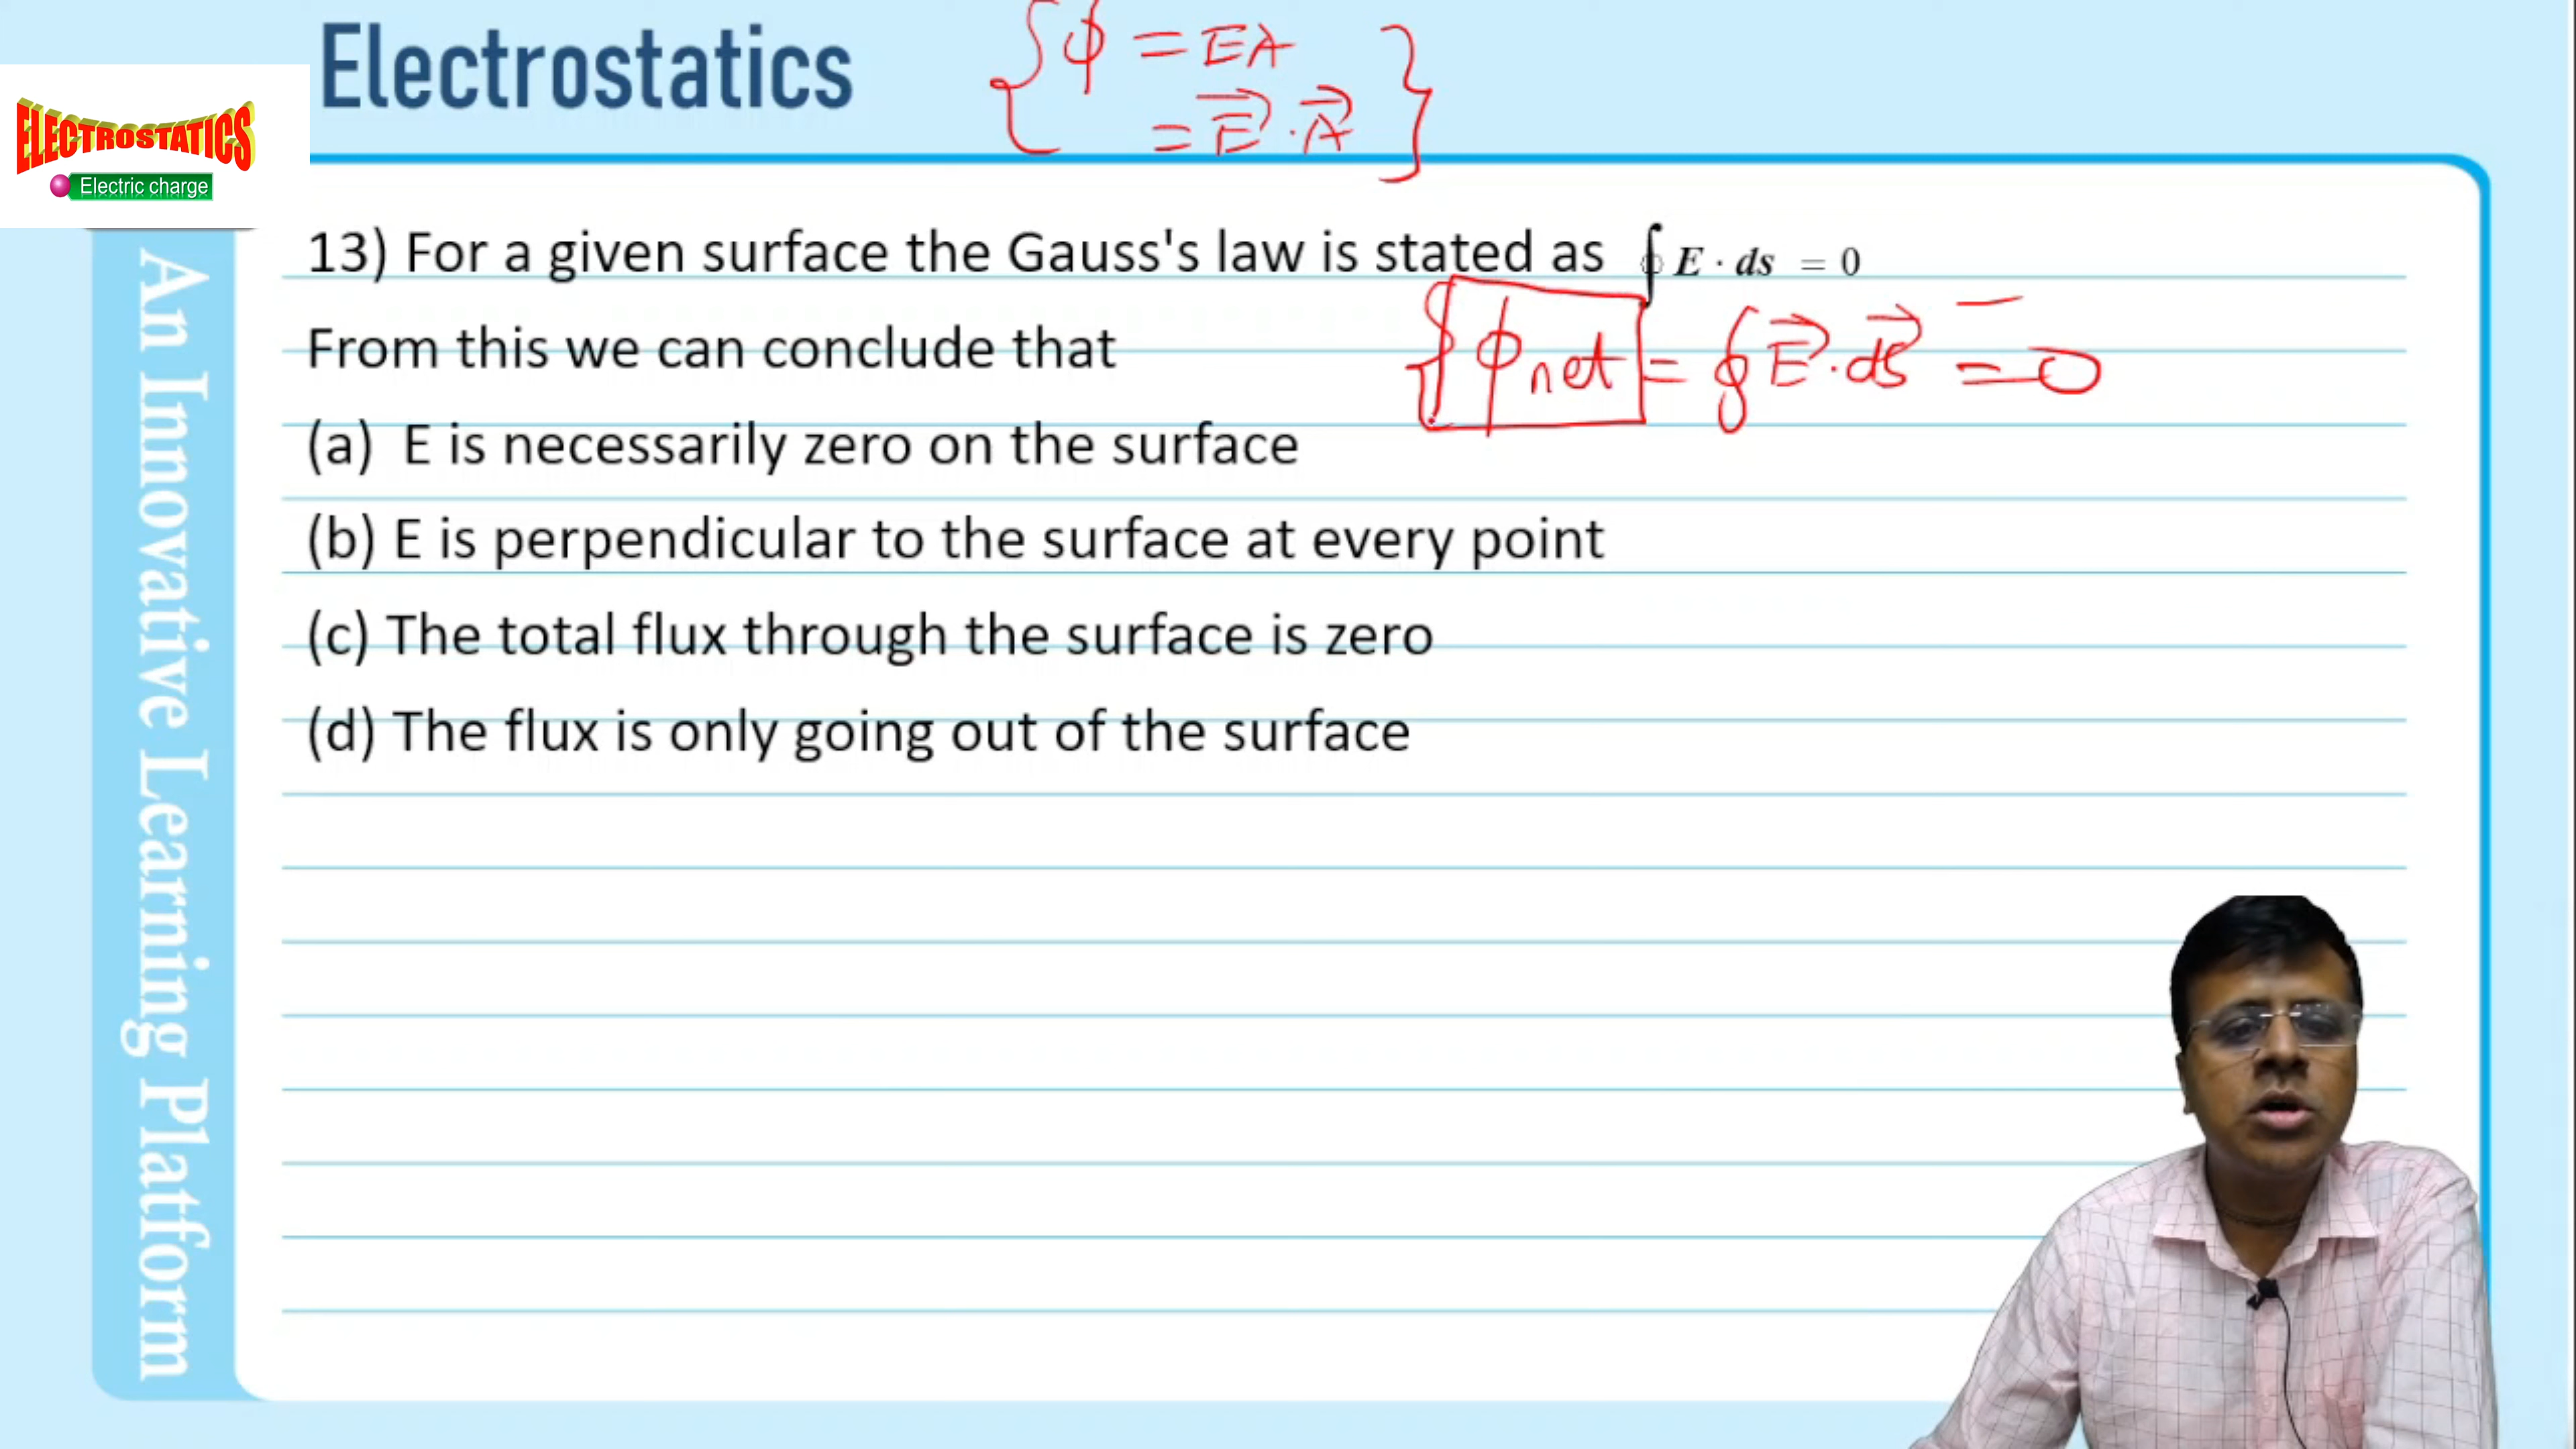 Electrostatics
{ϕ = EA
= E⃗ · A⃗}
ELECTROSTATICS
Electric charge
An Innovative Learning Platform
13) For a given surface the Gauss's law is stated as ∮ E · ds = 0
From this we can conclude that
{ϕnet = ∮ E⃗ · ds⃗ = 0
(a) E is necessarily zero on the surface
(b) E is perpendicular to the surface at every point
(c) The total flux through the surface is zero
(d) The flux is only going out of the surface